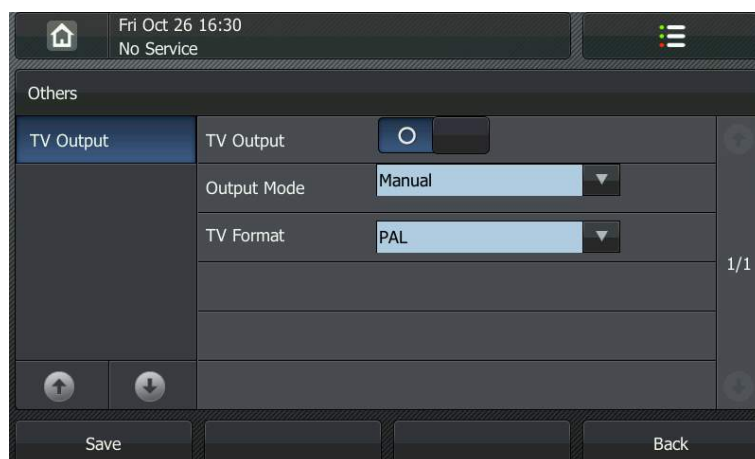 Fri Oct 26 16:30
No Service
Others
TV Output
TV Output
Output Mode
Manual
TV Format
PAL
1/1
Save
Back